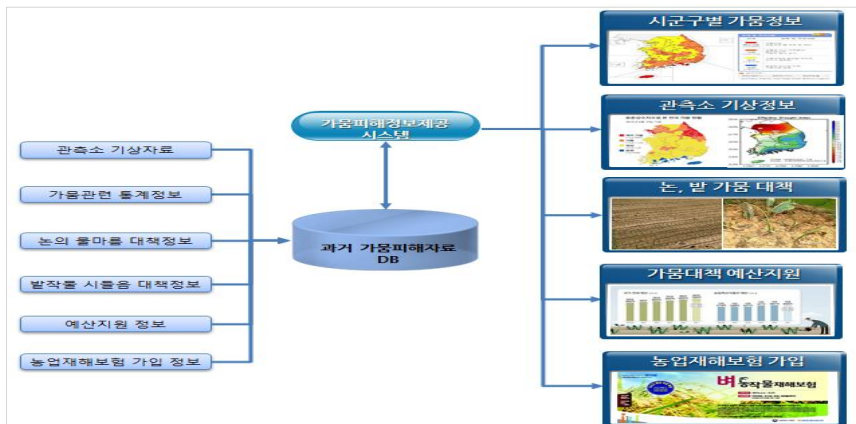 관측소 기상자료
가뭄관련 통계정보
논의 물마름 대책정보
밭작물 시들음 대책정보
예산지원 정보
농업재해보험 가입 정보
가뭄피해정보제공
시스템
과거 가뭄피해자료
DB
시군구별 가뭄정보
관측소 기상정보
논, 밭 가뭄 대책
가뭄대책 예산지원
농업재해보험 가입
벼
농작물재해보험